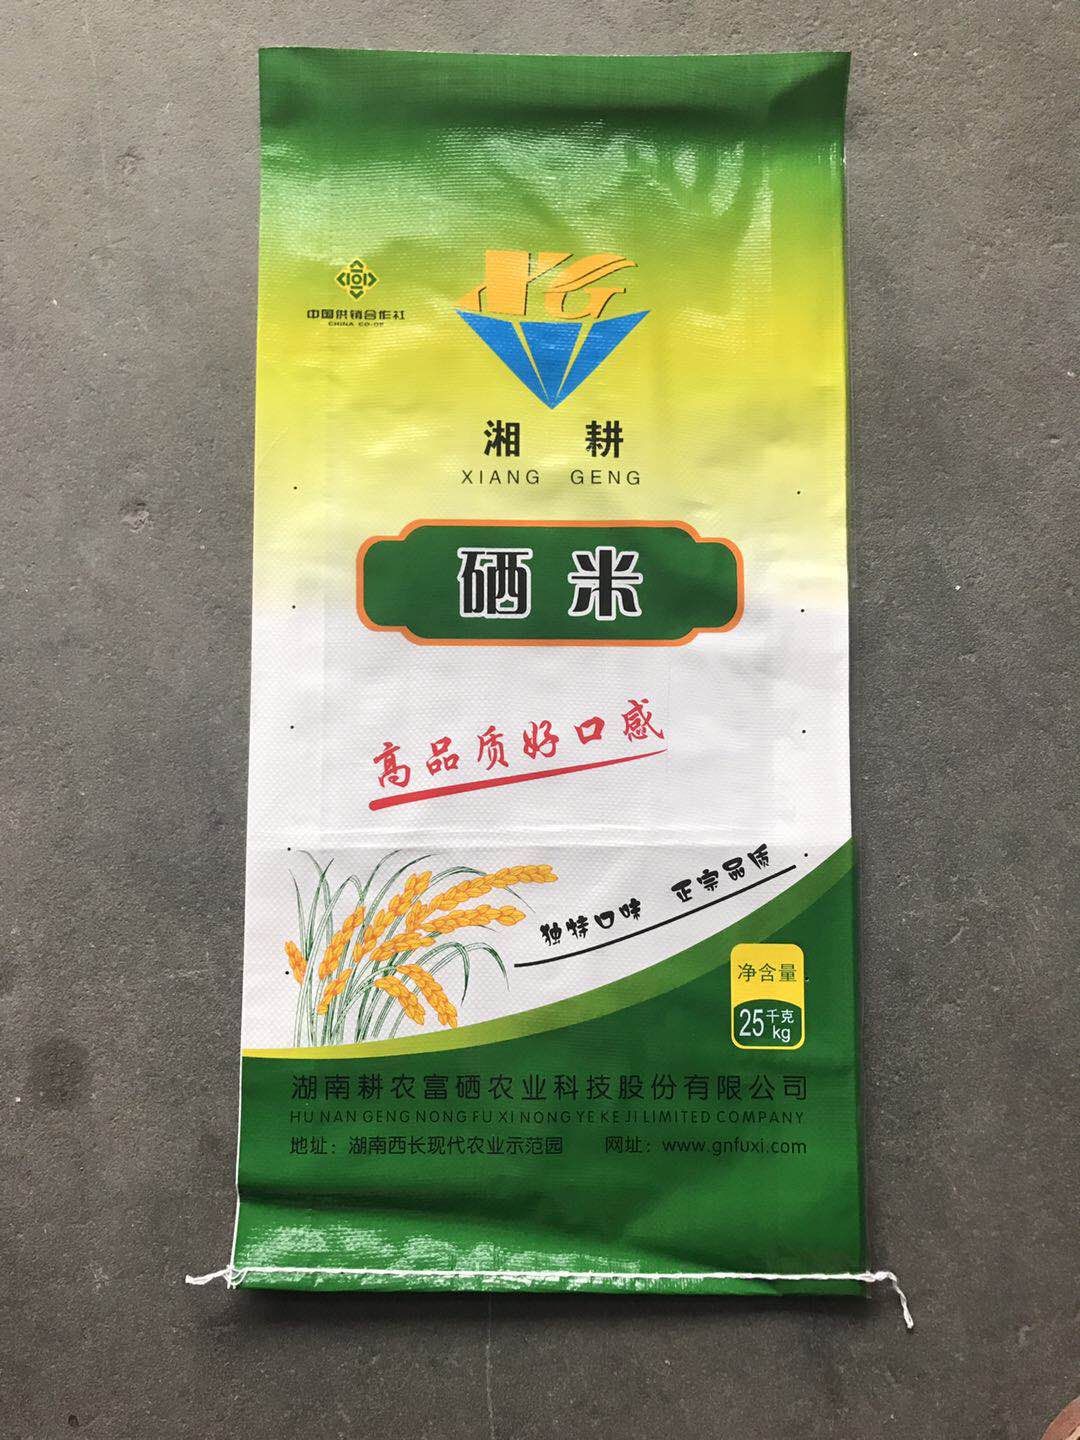 XG
中国供销合作社
CHINA CO-OP
湘耕
XIANG GENG
硒米
高品质好口感
独特口味 正宗品质
净含量
25千克
kg
湖南耕农富硒农业科技股份有限公司
HU NAN GENG NONG FU XI NONG YE KE JI LIMITED COMPANY
地址：湖南西长现代农业示范园 网址：www.gnfuxi.com